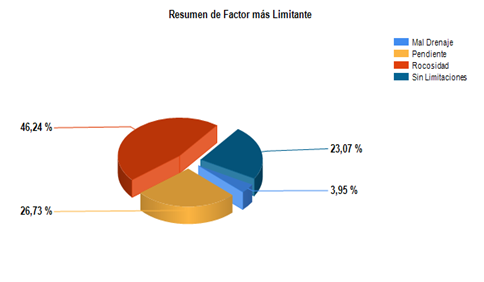 Resumen de Factor más Limitante
Mal Drenaje
Pendiente
Rocosidad
Sin Limitaciones
46,24 %
23,07 %
3,95 %
26,73 %